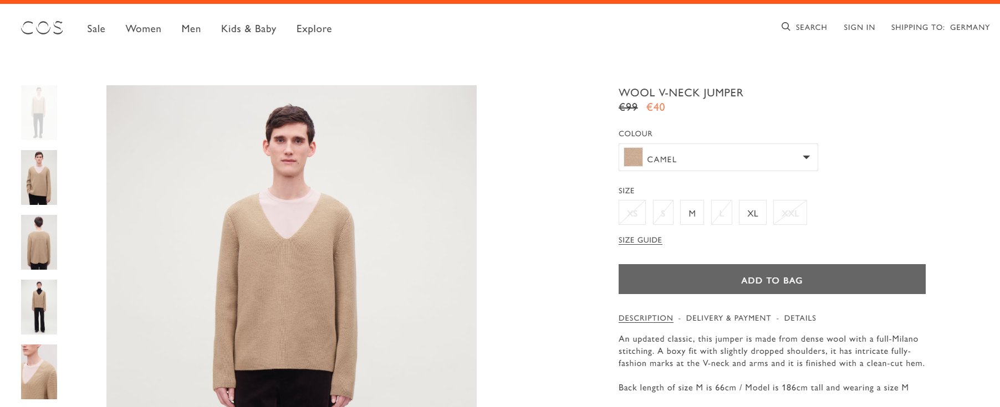 COS
Sale Women Men Kids & Baby Explore
SEARCH SIGN IN SHIPPING TO: GERMANY
WOOL V-NECK JUMPER
€99 €40
COLOUR
CAMEL
SIZE
XS S M L XL XXL
SIZE GUIDE
ADD TO BAG
DESCRIPTION - DELIVERY & PAYMENT - DETAILS
An updated classic, this jumper is made from dense wool with a full-Milano
stitching. A boxy fit with slightly dropped shoulders, it has intricate fully-
fashion marks at the V-neck and arms and it is finished with a clean-cut hem.
Back length of size M is 66cm / Model is 186cm tall and wearing a size M